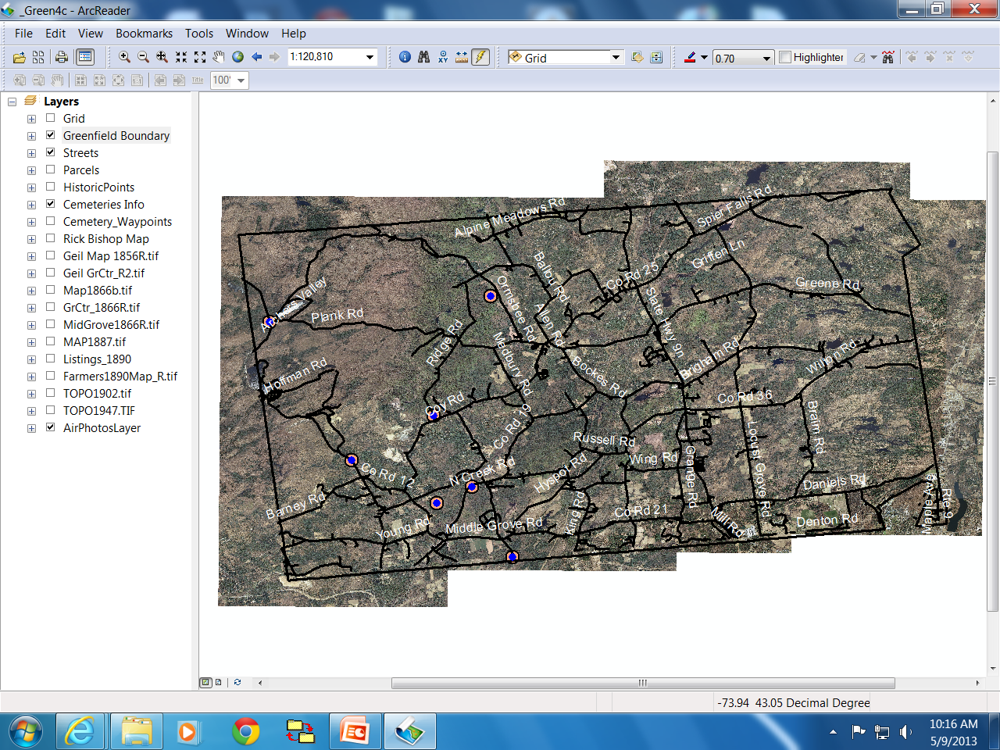 _Green4c - ArcReader
File Edit View Bookmarks Tools Window Help
1:120,810
Grid
0.70
Highlighter
1:1
Title
100%
Layers
Grid
Greenfield Boundary
Streets
Parcels
HistoricPoints
Cemeteries Info
Cemetery_Waypoints
Rick Bishop Map
Geil Map 1856R.tif
Geil GrCtr_R2.tif
Map1866b.tif
GrCtr_1866R.tif
MidGrove1866R.tif
MAP1887.tif
Listings_1890
Farmers1890Map_R.tif
TOPO1902.tif
TOPO1947.TIF
AirPhotosLayer
Alpine Meadows Rd
Spier Falls Rd
Griffen Ln
Balou Rd
Co Rd 25
Ormsbee Rd
State Hwy 9n
Greene Rd
Archers Valley
Plank Rd
Allen Rd
Ridge Rd
Medbury Rd
Brigham Rd
Wilton Rd
Bockes Rd
Hoffman Rd
Coy Rd
Co Rd 36
Co Rd 19
Braim Rd
Russell Rd
Locust Grove Rd
Wing Rd
Grange Rd
Co Rd 12
N Creek Rd
Hyspot Rd
Daniels Rd
Barney Rd
King Rd
Co Rd 21
Maple Ave
Rte 9
Young Rd
Middle Grove Rd
Mill Rd
Denton Rd
-73.94 43.05 Decimal Degree
10:16 AM
5/9/2013